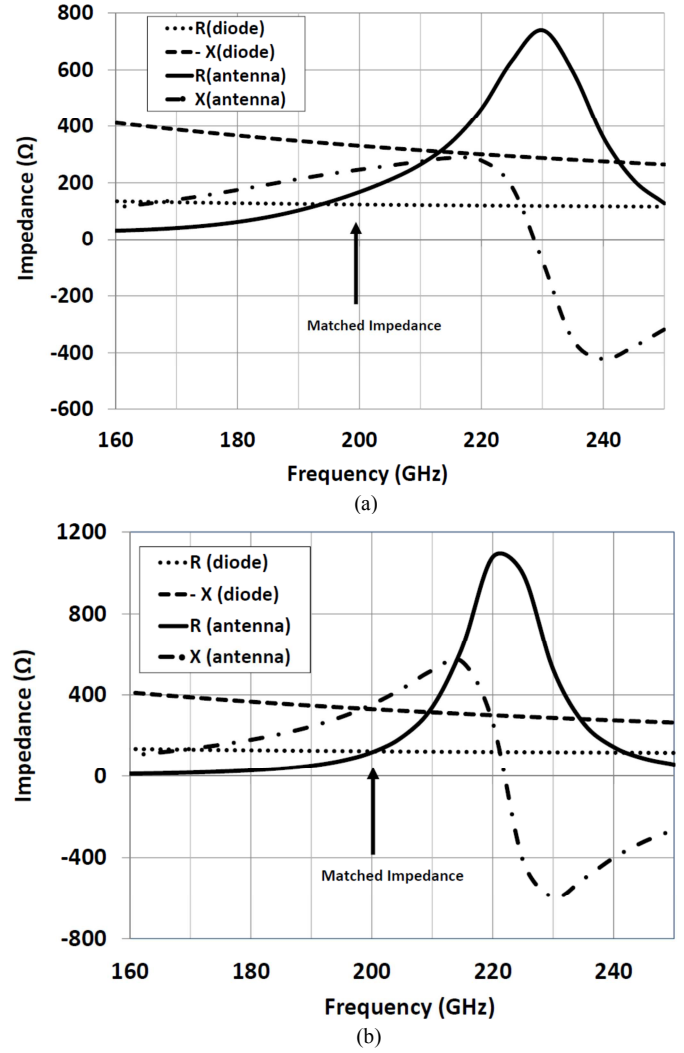 800
600
400
200
0
-200
-400
-600
Impedance (Ω)
R(diode)
- X(diode)
R(antenna)
X(antenna)
Matched Impedance
160
180
200
220
240
Frequency (GHz)
(a)
1200
800
400
0
-400
-800
Impedance (Ω)
R (diode)
- X (diode)
R (antenna)
X (antenna)
Matched Impedance
160
180
200
220
240
Frequency (GHz)
(b)